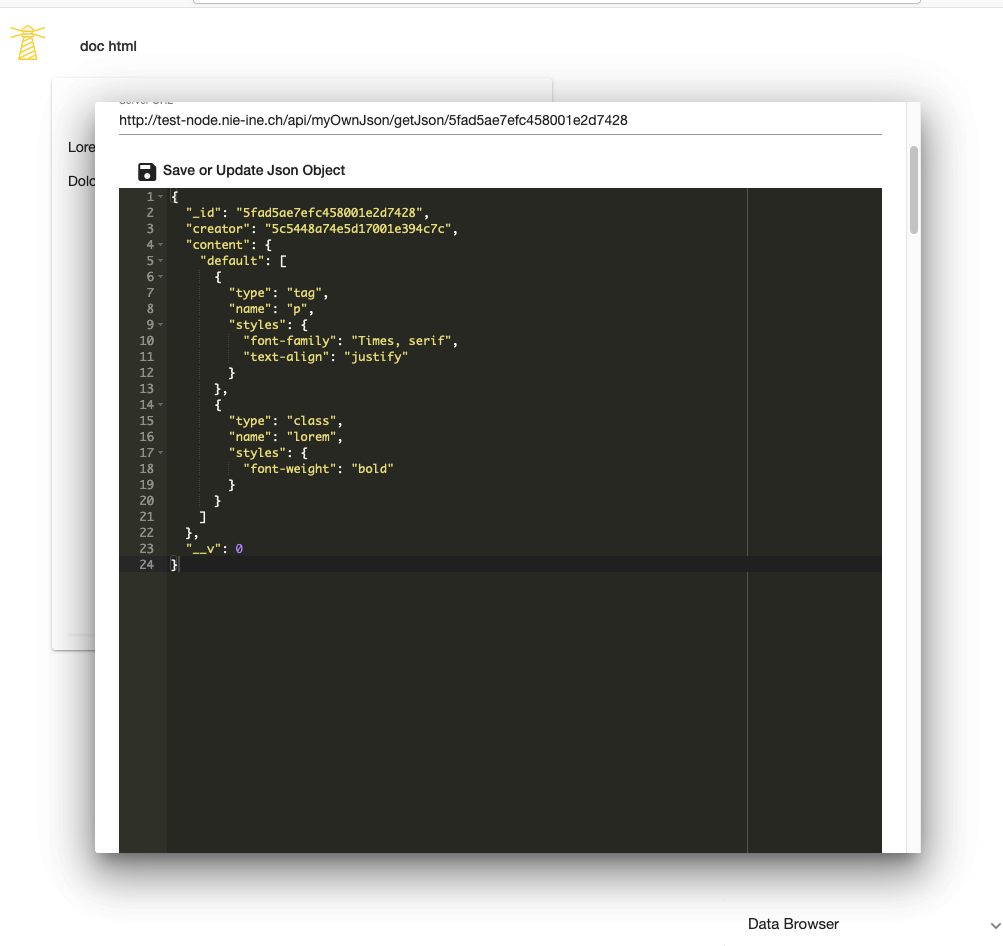 doc html
Server URL
http://test-node.nie-ine.ch/api/myOwnJson/getJson/5fad5ae7efc458001e2d7428
Lore
Dolo
Save or Update Json Object
1 {
2 "_id": "5fad5ae7efc458001e2d7428",
3 "creator": "5c5448a74e5d17001e394c7c",
4 "content": {
5 "default": [
6 {
7 "type": "tag",
8 "name": "p",
9 "styles": {
10 "font-family": "Times, serif",
11 "text-align": "justify"
12 }
13 },
14 {
15 "type": "class",
16 "name": "lorem",
17 "styles": {
18 "font-weight": "bold"
19 }
20 }
21 ]
22 },
23 "__v": 0
24 }
Data Browser